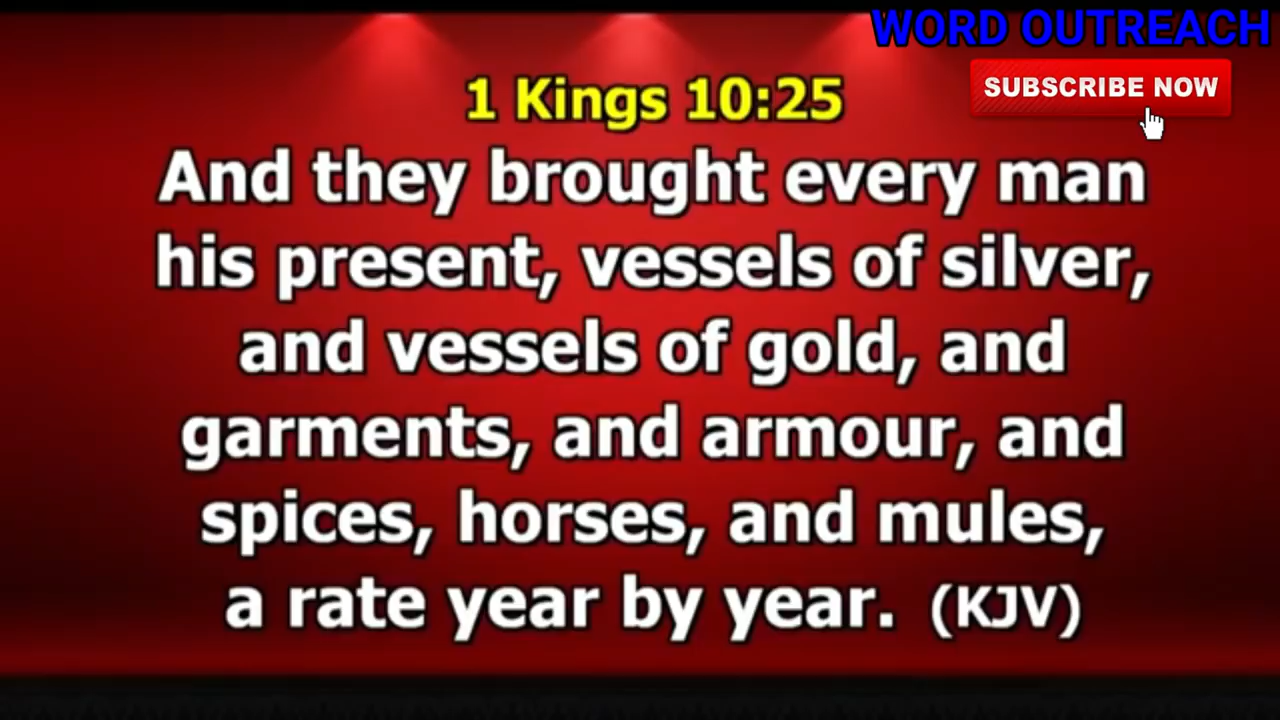 WORD OUTREACH
SUBSCRIBE NOW
1 Kings 10:25
And they brought every man
his present, vessels of silver,
and vessels of gold, and
garments, and armour, and
spices, horses, and mules,
a rate year by year. (KJV)